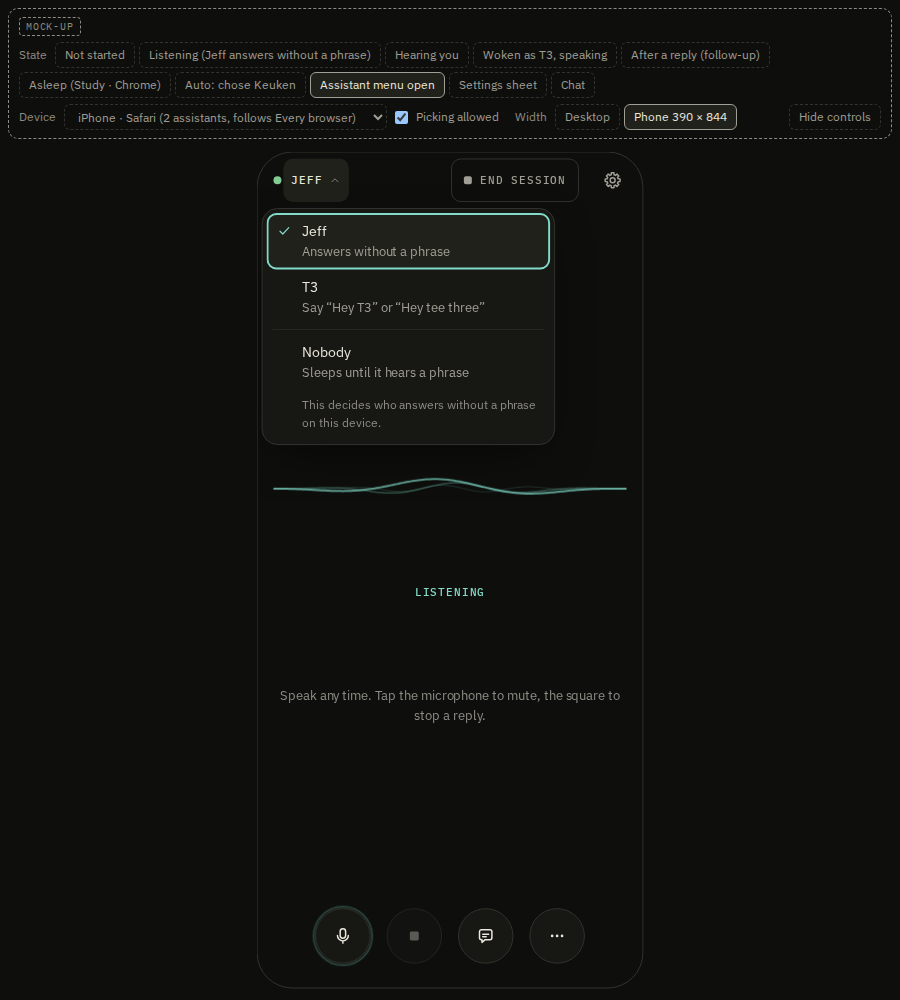 MOCK-UP
State Not started Listening (Jeff answers without a phrase) Hearing you Woken as T3, speaking After a reply (follow-up)
Asleep (Study · Chrome) Auto: chose Keuken Assistant menu open Settings sheet Chat
Device iPhone · Safari (2 assistants, follows Every browser) Picking allowed Width Desktop Phone 390 × 844 Hide controls
JEFF END SESSION
Jeff
Answers without a phrase
T3
Say “Hey T3” or “Hey tee three”
Nobody
Sleeps until it hears a phrase
This decides who answers without a phrase
on this device.
LISTENING
Speak any time. Tap the microphone to mute, the square to
stop a reply.